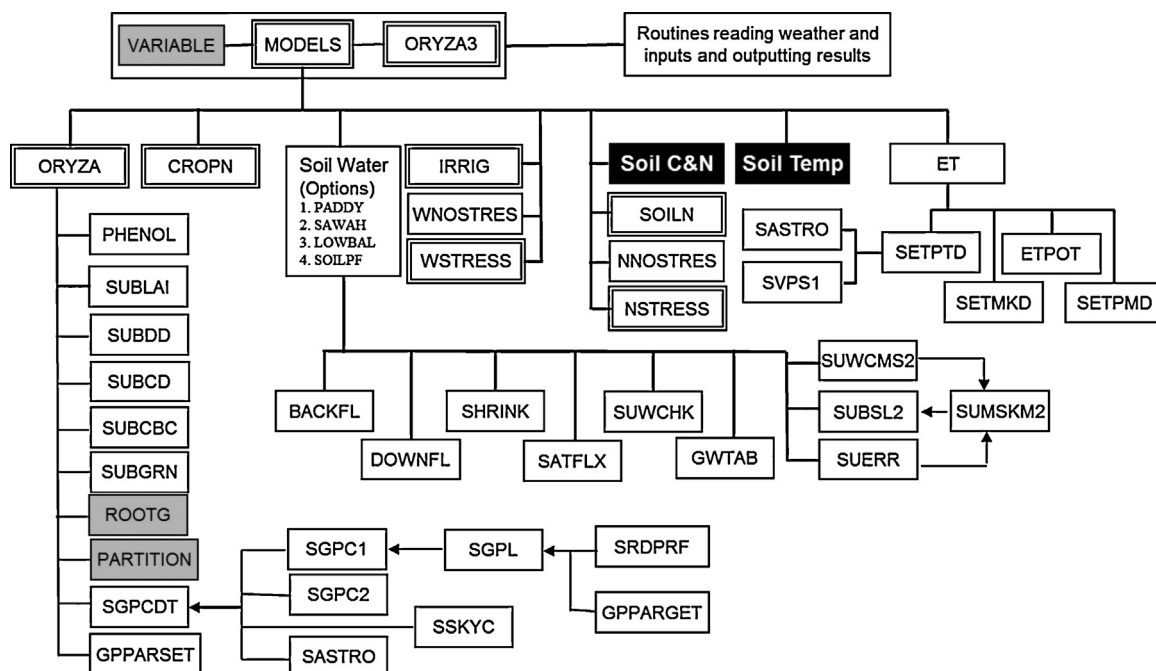 VARIABLE
MODELS
ORYZA3
Routines reading weather and
inputs and outputting results
ORYZA
CROPN
Soil Water
(Options)
1. PADDY
2. SAWAH
3. LOWBAL
4. SOILPF
IRRIG
WNOSTRES
WSTRESS
Soil C&N
SOILN
NNOSTRES
NSTRESS
Soil Temp
ET
SASTRO
SVPS1
SETPTD
ETPOT
SETMKD
SETPMD
PHENOL
SUBLAI
SUBDD
SUBCD
SUBCBC
SUBGRN
ROOTG
PARTITION
SGPCDT
GPPARSET
BACKFL
DOWNFL
SHRINK
SATFLX
SUWCHK
GWTAB
SUWCMS2
SUBSL2
SUERR
SUMSKM2
SGPC1
SGPC2
SSKYC
SASTRO
SGPL
SRDPRF
GPPARGET